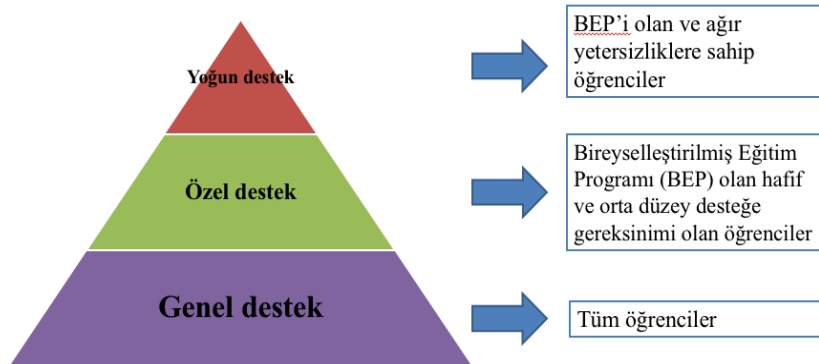 Yoğun destek
BEP’i olan ve ağır
yetersizliklere sahip
öğrenciler
Özel destek
Bireyselleştirilmiş Eğitim
Programı (BEP) olan hafif
ve orta düzey desteğe
gereksinimi olan öğrenciler
Genel destek
Tüm öğrenciler